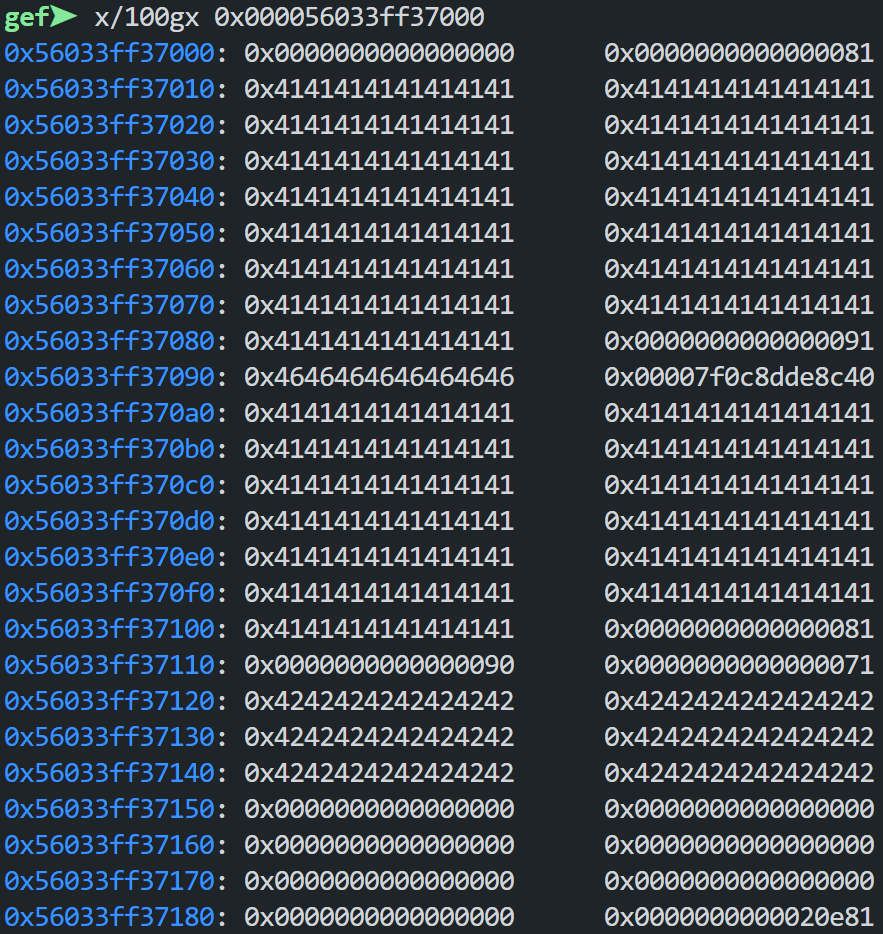 gef➤ x/100gx 0x000056033ff37000
0x56033ff37000: 0x0000000000000000 0x0000000000000081
0x56033ff37010: 0x4141414141414141 0x4141414141414141
0x56033ff37020: 0x4141414141414141 0x4141414141414141
0x56033ff37030: 0x4141414141414141 0x4141414141414141
0x56033ff37040: 0x4141414141414141 0x4141414141414141
0x56033ff37050: 0x4141414141414141 0x4141414141414141
0x56033ff37060: 0x4141414141414141 0x4141414141414141
0x56033ff37070: 0x4141414141414141 0x4141414141414141
0x56033ff37080: 0x4141414141414141 0x0000000000000091
0x56033ff37090: 0x4646464646464646 0x00007f0c8dde8c40
0x56033ff370a0: 0x4141414141414141 0x4141414141414141
0x56033ff370b0: 0x4141414141414141 0x4141414141414141
0x56033ff370c0: 0x4141414141414141 0x4141414141414141
0x56033ff370d0: 0x4141414141414141 0x4141414141414141
0x56033ff370e0: 0x4141414141414141 0x4141414141414141
0x56033ff370f0: 0x4141414141414141 0x4141414141414141
0x56033ff37100: 0x4141414141414141 0x0000000000000081
0x56033ff37110: 0x0000000000000090 0x0000000000000071
0x56033ff37120: 0x4242424242424242 0x4242424242424242
0x56033ff37130: 0x4242424242424242 0x4242424242424242
0x56033ff37140: 0x4242424242424242 0x4242424242424242
0x56033ff37150: 0x0000000000000000 0x0000000000000000
0x56033ff37160: 0x0000000000000000 0x0000000000000000
0x56033ff37170: 0x0000000000000000 0x0000000000000000
0x56033ff37180: 0x0000000000000000 0x0000000000020e81